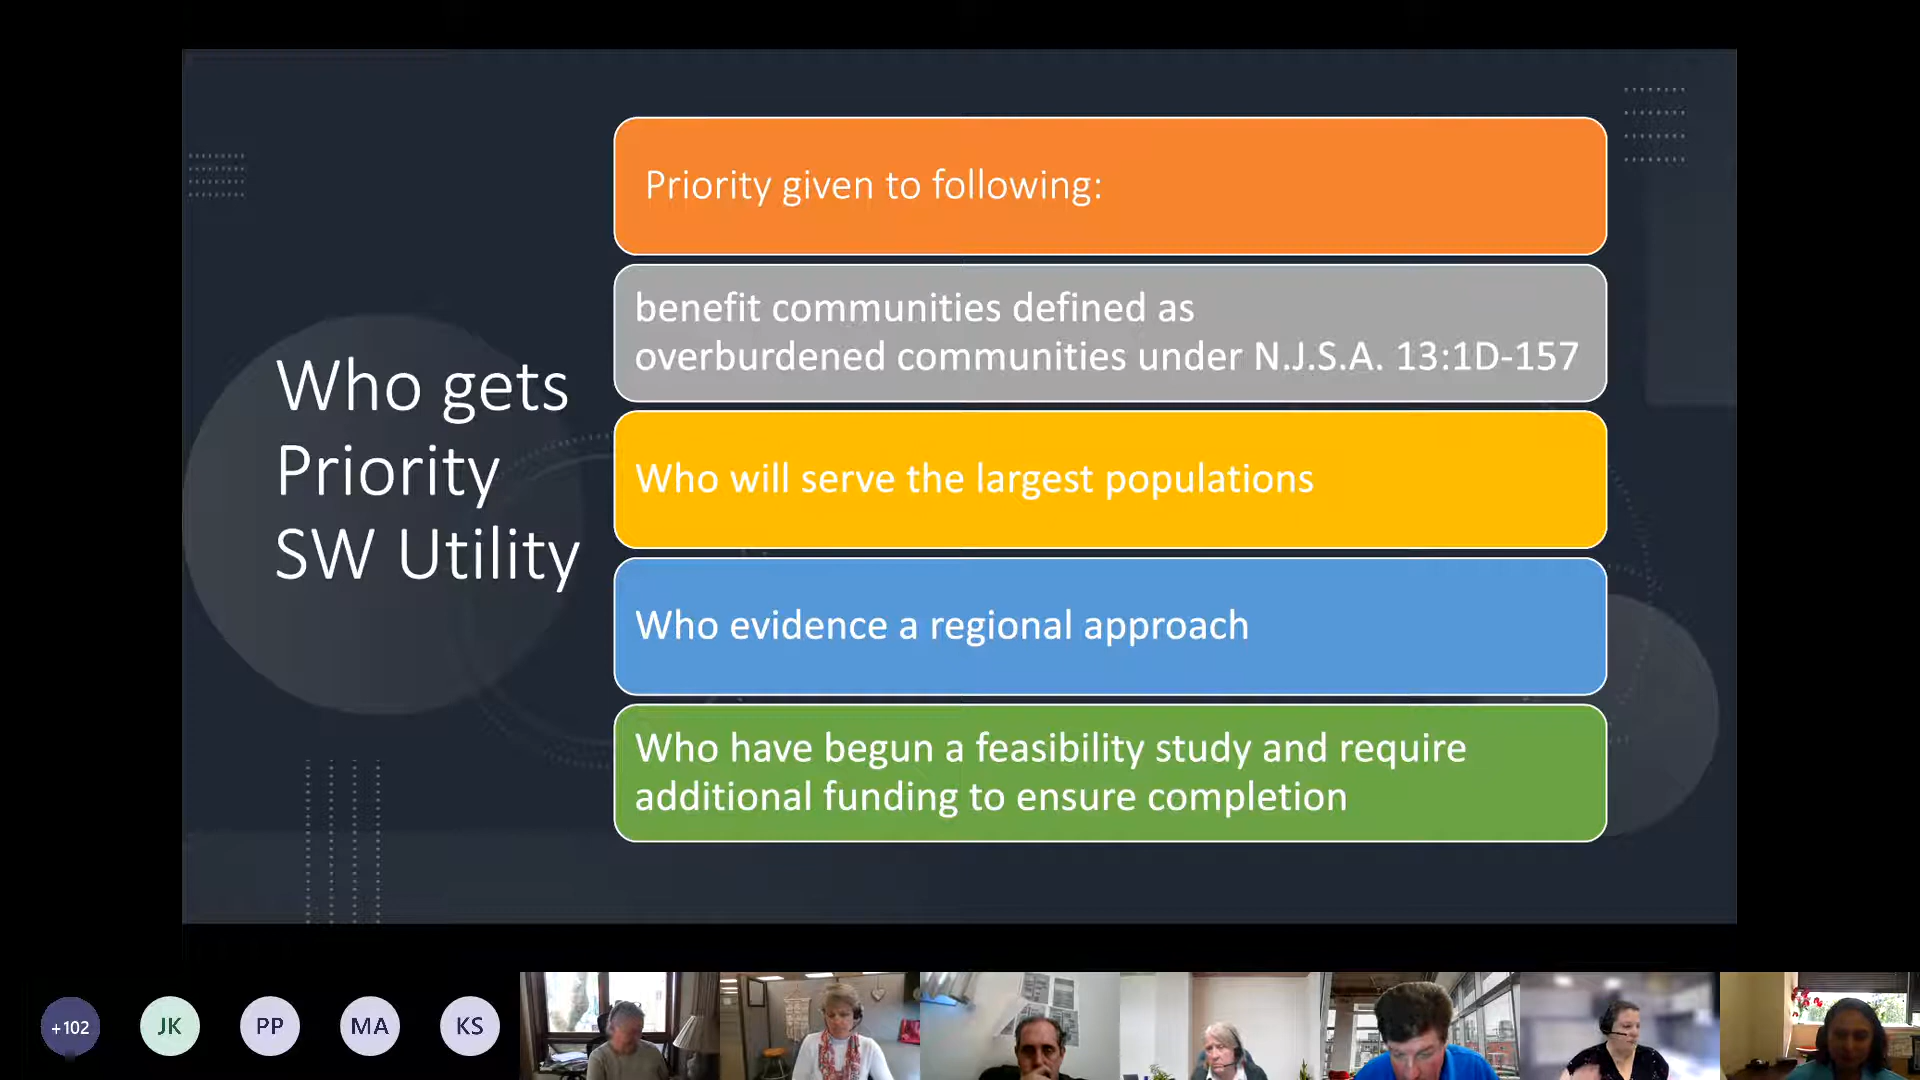 Who gets
Priority
SW Utility
Priority given to following:
benefit communities defined as
overburdened communities under N.J.S.A. 13:1D-157
Who will serve the largest populations
Who evidence a regional approach
Who have begun a feasibility study and require
additional funding to ensure completion
+102
JK
PP
MA
KS